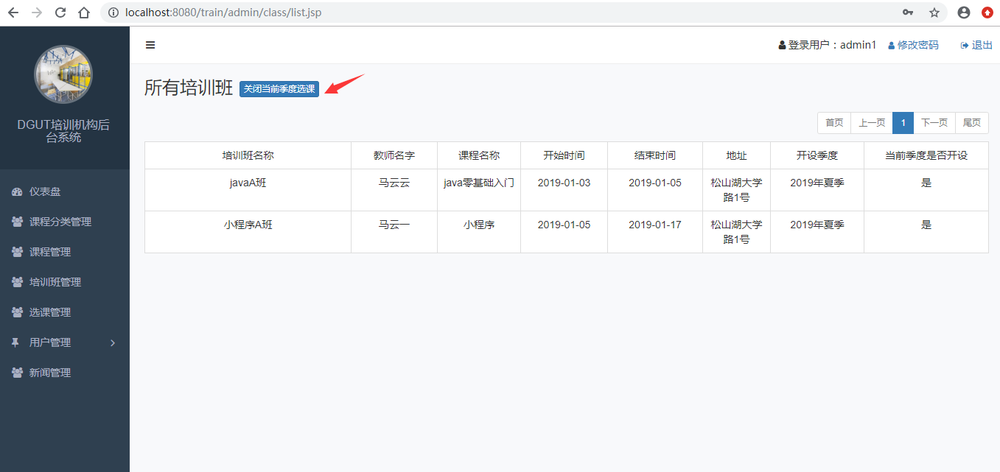 localhost:8080/train/admin/class/list.jsp
DGUT培训机构后
台系统
仪表盘
课程分类管理
课程管理
培训班管理
选课管理
用户管理
新闻管理
登录用户：admin1 修改密码 退出
所有培训班 关闭当前季度选课
首页 上一页 1 下一页 尾页
培训班名称 教师名字 课程名称 开始时间 结束时间 地址 开设季度 当前季度是否开设
javaA班 马云云 java零基础入门 2019-01-03 2019-01-05 松山湖大学 2019年夏季 是
路1号
小程序A班 马云一 小程序 2019-01-05 2019-01-17 松山湖大学 2019年夏季 是
路1号